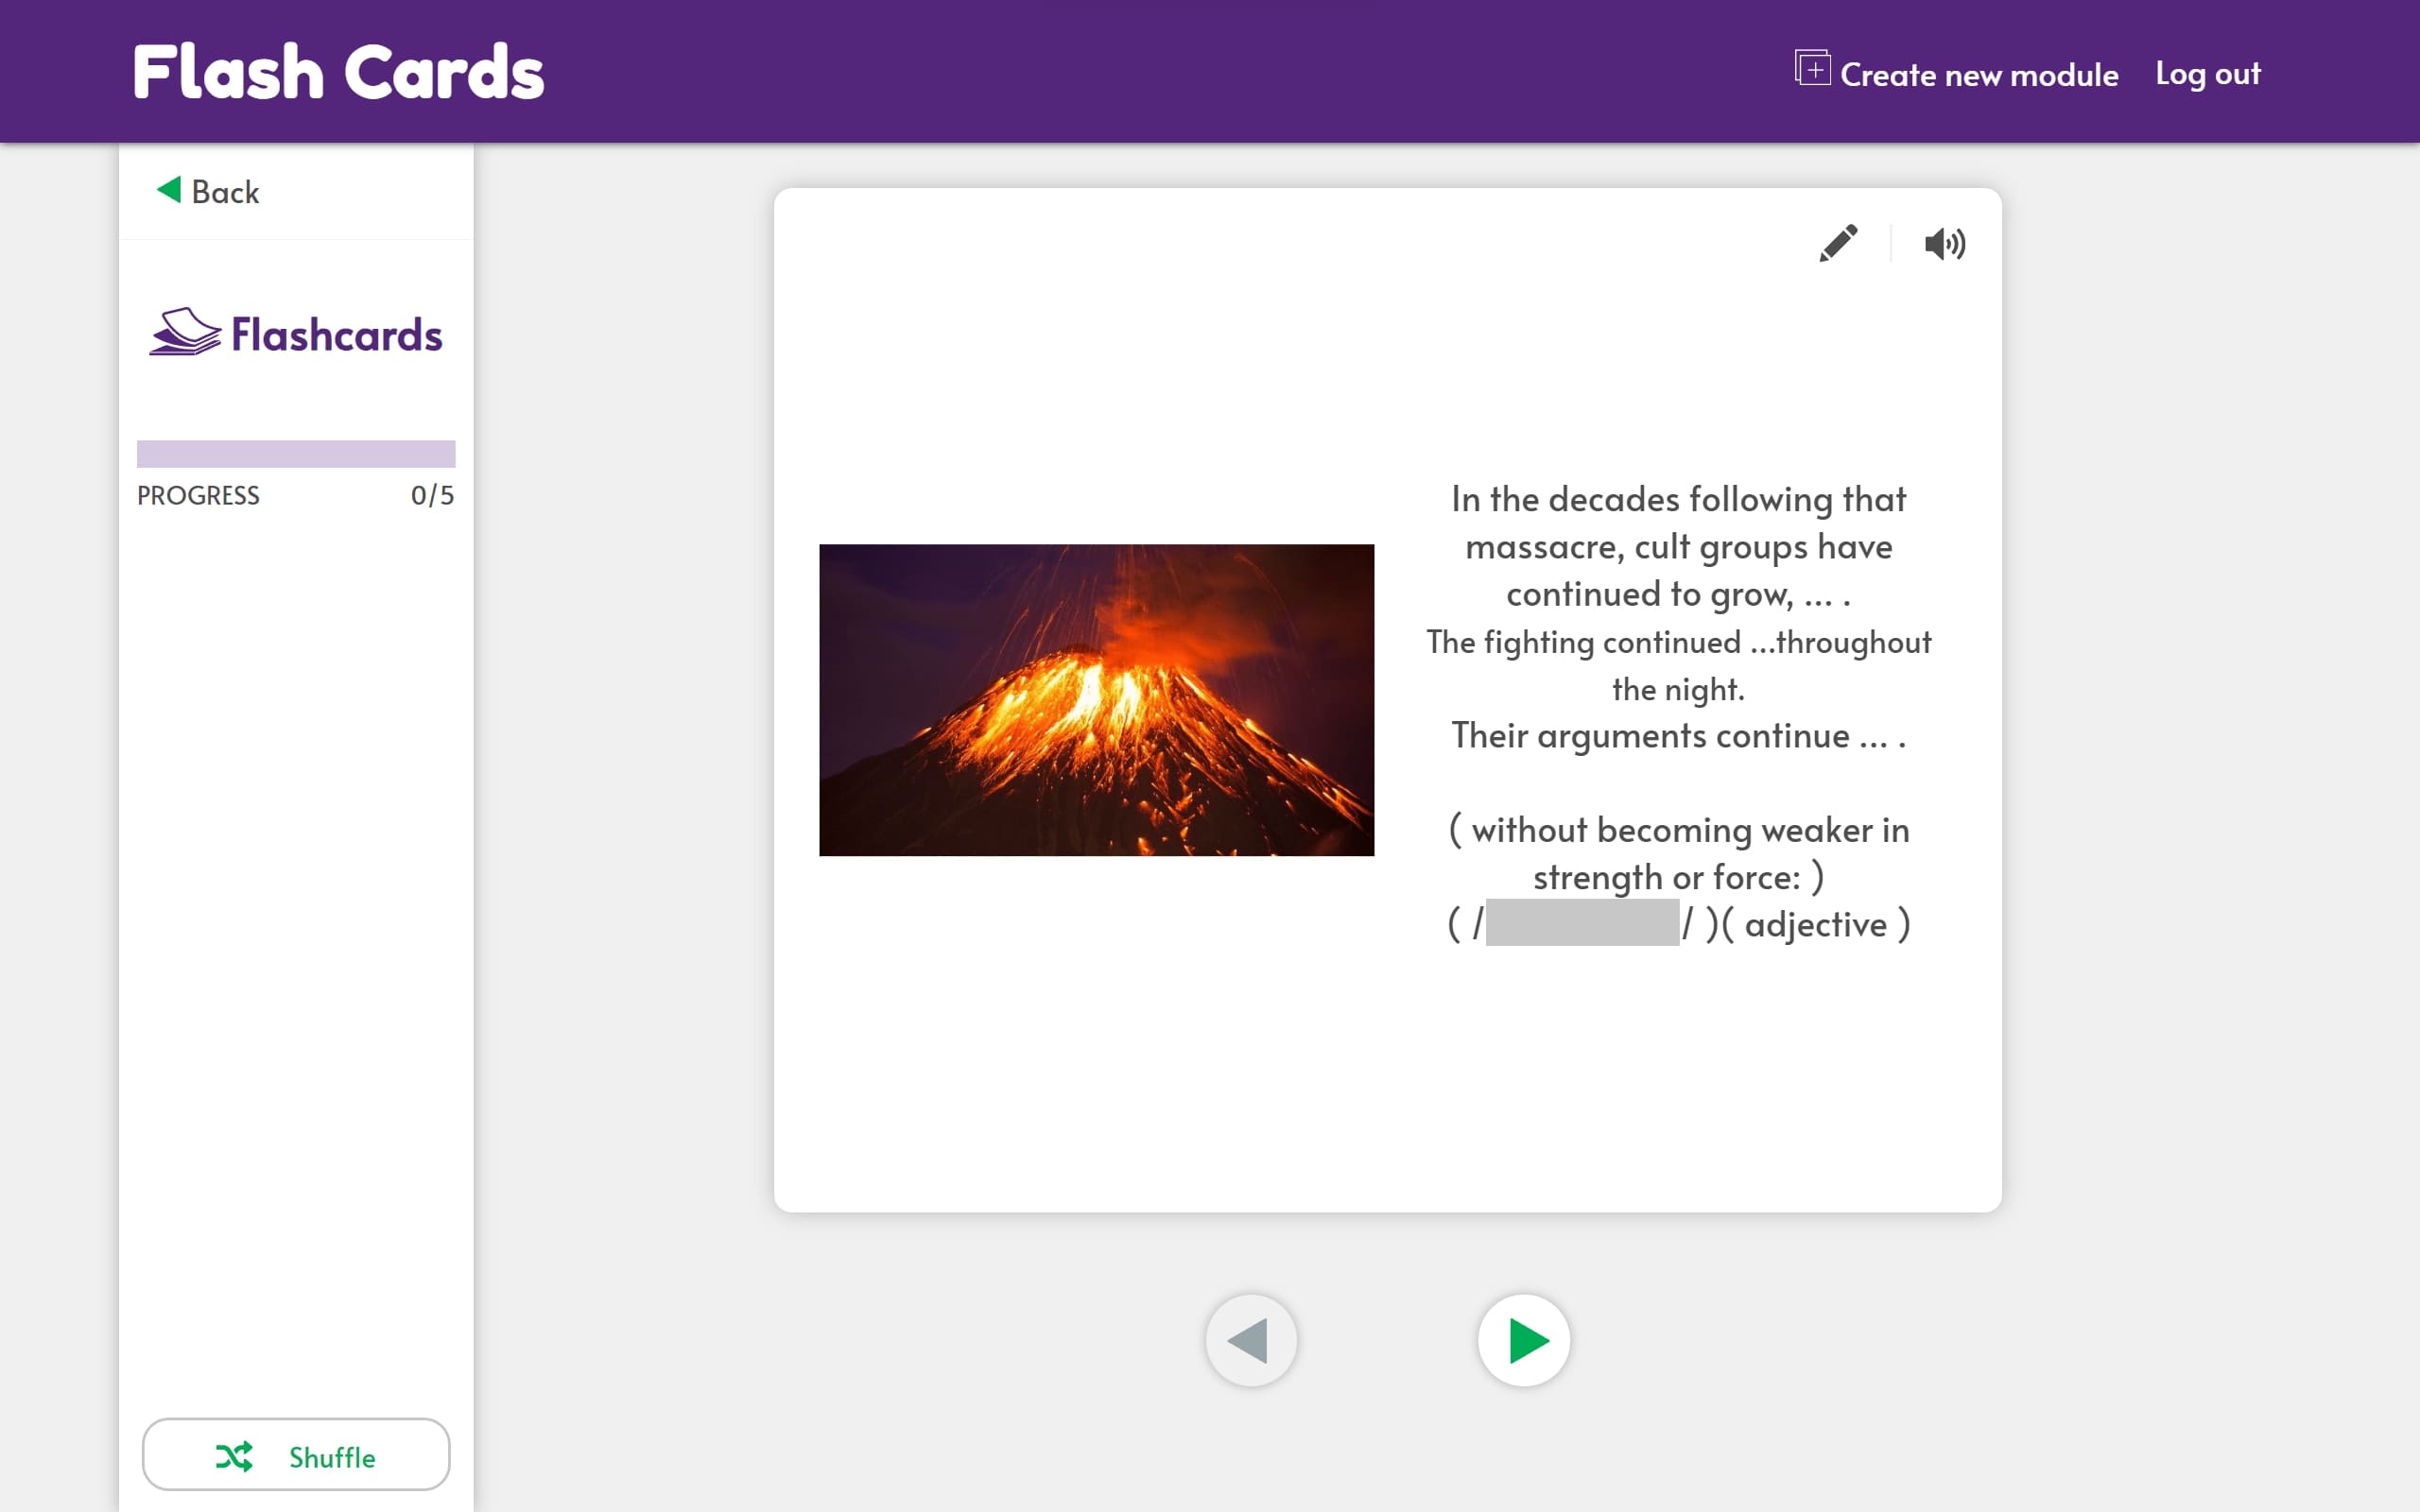 Flash Cards
Create new module
Log out
Back
Flashcards
PROGRESS 0/5
In the decades following that
massacre, cult groups have
continued to grow, ... .
The fighting continued ...throughout
the night.
Their arguments continue ... .
( without becoming weaker in
strength or force: )
( / / )( adjective )
Shuffle